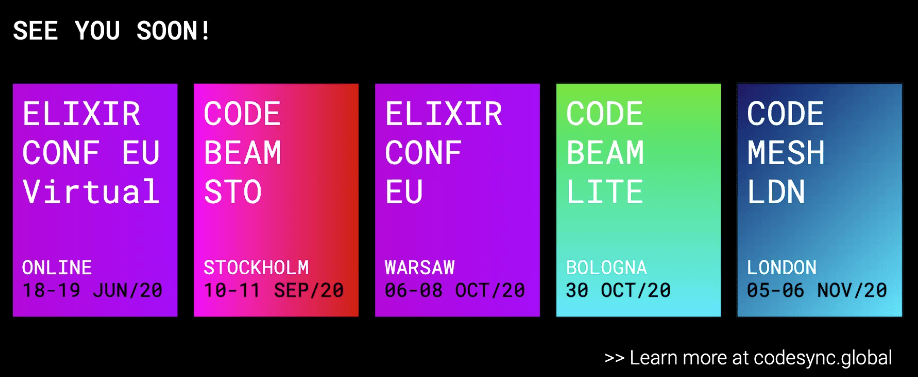 SEE YOU SOON!
ELIXIR
CONF EU
Virtual
ONLINE
18-19 JUN/20
CODE
BEAM
STO
STOCKHOLM
10-11 SEP/20
ELIXIR
CONF
EU
WARSAW
06-08 OCT/20
CODE
BEAM
LITE
BOLOGNA
30 OCT/20
CODE
MESH
LDN
LONDON
05-06 NOV/20
>> Learn more at codesync.global